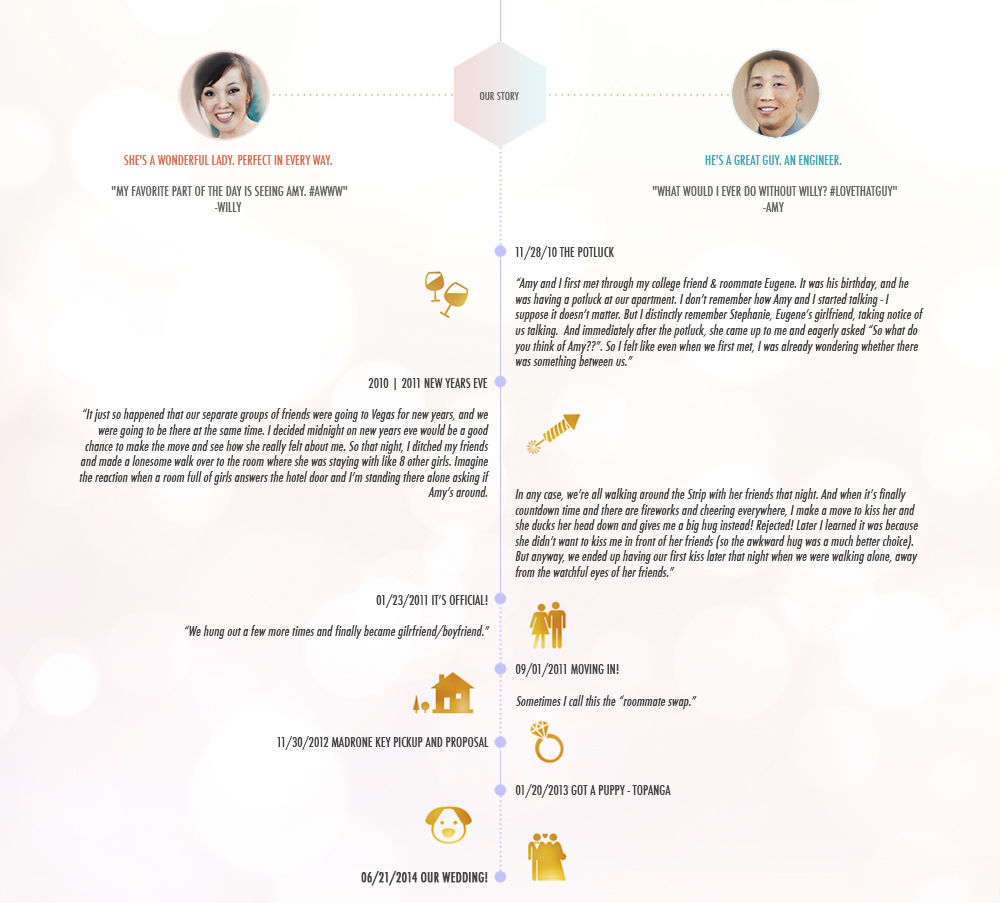 OUR STORY
SHE'S A WONDERFUL LADY. PERFECT IN EVERY WAY.
"MY FAVORITE PART OF THE DAY IS SEEING AMY. #AWWW"
-WILLY
HE'S A GREAT GUY. AN ENGINEER.
"WHAT WOULD I EVER DO WITHOUT WILLY? #LOVETHATGUY"
-AMY
11/28/10 THE POTLUCK
“Amy and I first met through my college friend & roommate Eugene. It was his birthday, and he
was having a potluck at our apartment. I don’t remember how Amy and I started talking - I
suppose it doesn’t matter. But I distinctly remember Stephanie, Eugene’s girlfriend, taking notice of
us talking. And immediately after the potluck, she came up to me and eagerly asked “So what do
you think of Amy??”. So I felt like even when we first met, I was already wondering whether there
was something between us.”
2010 | 2011 NEW YEARS EVE
“It just so happened that our separate groups of friends were going to Vegas for new years, and we
were going to be there at the same time. I decided midnight on new years eve would be a good
chance to make the move and see how she really felt about me. So that night, I ditched my friends
and made a lonesome walk over to the room where she was staying with like 8 other girls. Imagine
the reaction when a room full of girls answers the hotel door and I’m standing there alone asking if
Amy’s around.
In any case, we’re all walking around the Strip with her friends that night. And when it’s finally
countdown time and there are fireworks and cheering everywhere, I make a move to kiss her and
she ducks her head down and gives me a big hug instead! Rejected! Later I learned it was because
she didn’t want to kiss me in front of her friends (so the awkward hug was a much better choice).
But anyway, we ended up having our first kiss later that night when we were walking alone, away
from the watchful eyes of her friends.”
01/23/2011 IT’S OFFICIAL!
“We hung out a few more times and finally became gilrfriend/boyfriend.”
09/01/2011 MOVING IN!
Sometimes I call this the “roommate swap.”
11/30/2012 MADRONE KEY PICKUP AND PROPOSAL
01/20/2013 GOT A PUPPY - TOPANGA
06/21/2014 OUR WEDDING!